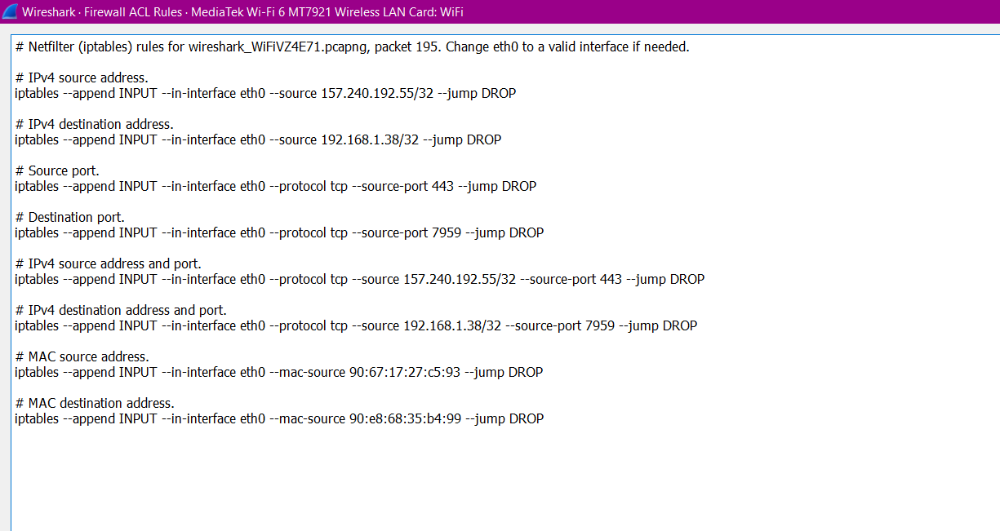 Wireshark · Firewall ACL Rules · MediaTek Wi-Fi 6 MT7921 Wireless LAN Card: WiFi
# Netfilter (iptables) rules for wireshark_WiFiVZ4E71.pcapng, packet 195. Change eth0 to a valid interface if needed.
# IPv4 source address.
iptables --append INPUT --in-interface eth0 --source 157.240.192.55/32 --jump DROP
# IPv4 destination address.
iptables --append INPUT --in-interface eth0 --source 192.168.1.38/32 --jump DROP
# Source port.
iptables --append INPUT --in-interface eth0 --protocol tcp --source-port 443 --jump DROP
# Destination port.
iptables --append INPUT --in-interface eth0 --protocol tcp --source-port 7959 --jump DROP
# IPv4 source address and port.
iptables --append INPUT --in-interface eth0 --protocol tcp --source 157.240.192.55/32 --source-port 443 --jump DROP
# IPv4 destination address and port.
iptables --append INPUT --in-interface eth0 --protocol tcp --source 192.168.1.38/32 --source-port 7959 --jump DROP
# MAC source address.
iptables --append INPUT --in-interface eth0 --mac-source 90:67:17:27:c5:93 --jump DROP
# MAC destination address.
iptables --append INPUT --in-interface eth0 --mac-source 90:e8:68:35:b4:99 --jump DROP